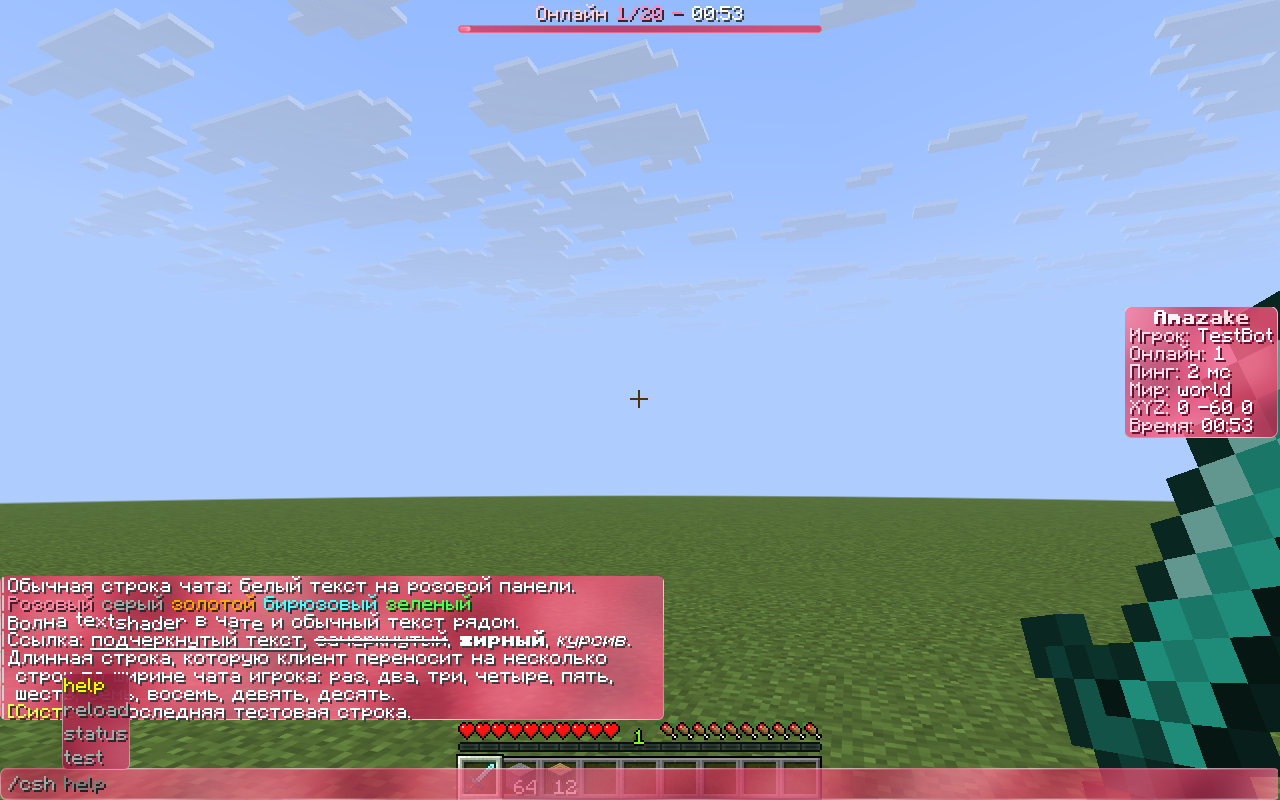 Онлайн 1/20 - 00:53
Amazake
Игрок: TestBot
Онлайн: 1
Пинг: 2 мс
Мир: world
XYZ: 0 -60 0
Время: 00:53
Обычная строка чата: белый текст на розовой панели.
Розовый серый золотой бирюзовый зеленый
Волна textshader в чате и обычный текст рядом.
Ссылка: подчеркнутый текст, зачеркнутый, жирный, курсив.
Длинная строка, которую клиент переносит на несколько
ширине чата игрока: раз, два, три, четыре, пять,
восемь, девять, десять.
тестовая строка.
help
reload
status
test
1
64 12
/csh help